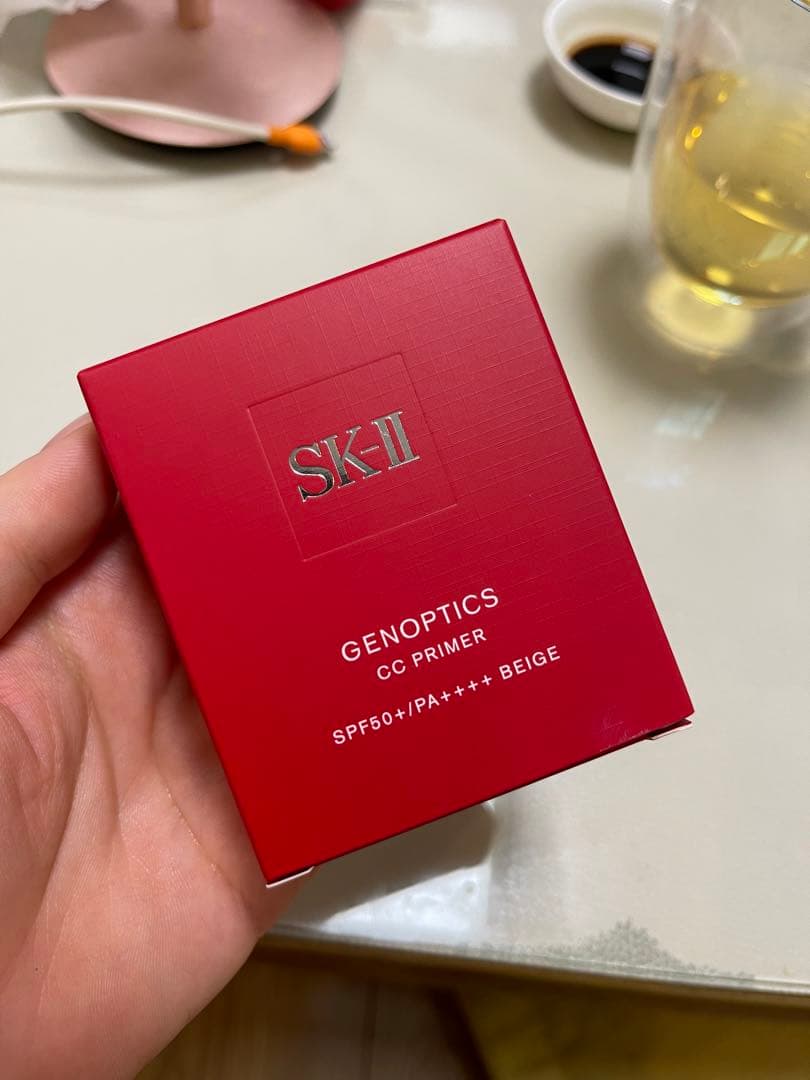 SK-II
GENOPTICS
CC PRIMER
SPF50+/PA++++ BEIGE